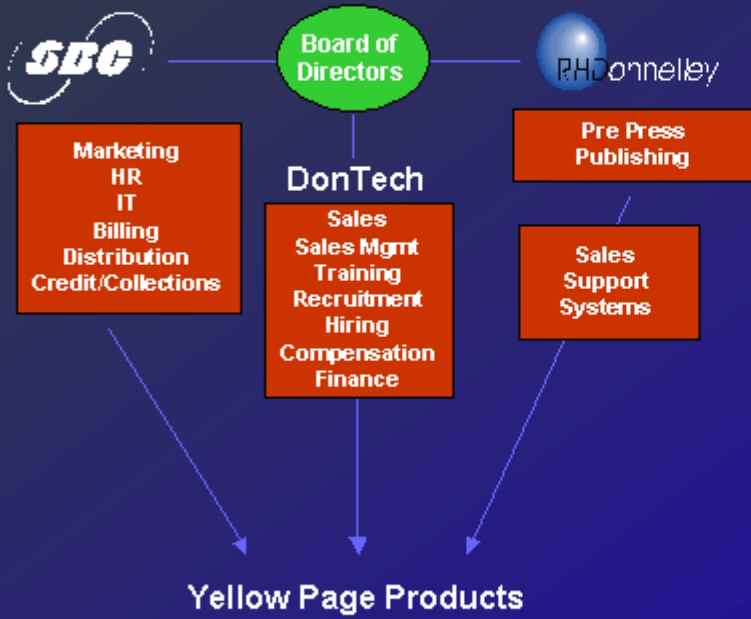 SBC
Board of
Directors
RHDonnelley
Marketing
HR
IT
Billing
Distribution
Credit/Collections
DonTech
Sales
Sales Mgmt
Training
Recruitment
Hiring
Compensation
Finance
Pre Press
Publishing
Sales
Support
Systems
Yellow Page Products